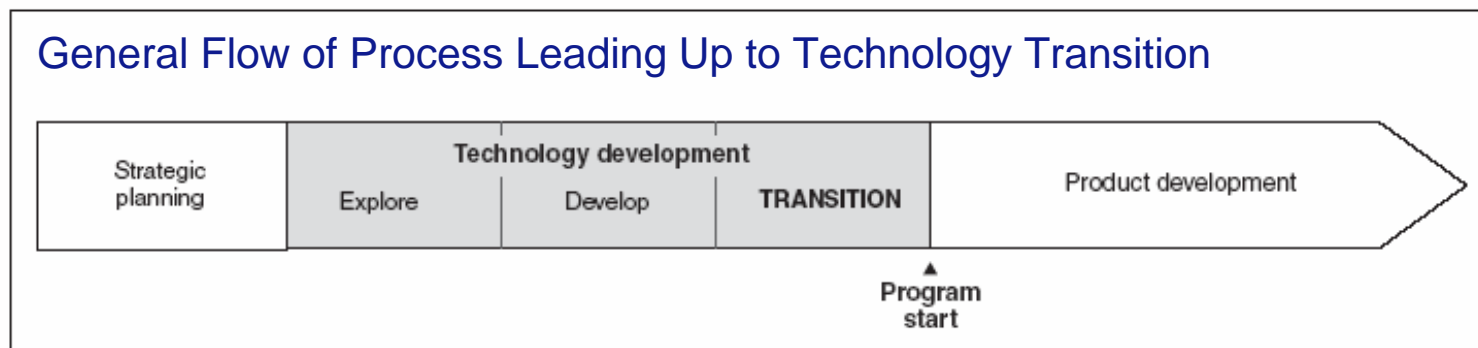 General Flow of Process Leading Up to Technology Transition
Technology development
Strategic
planning
Explore
Develop
TRANSITION
Product development
Program
start